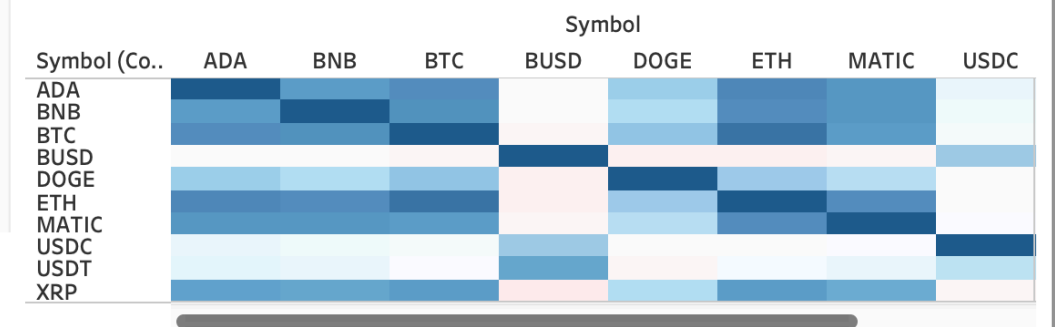 Symbol
Symbol (Co.. ADA BNB BTC BUSD DOGE ETH MATIC USDC
ADA
BNB
BTC
BUSD
DOGE
ETH
MATIC
USDC
USDT
XRP